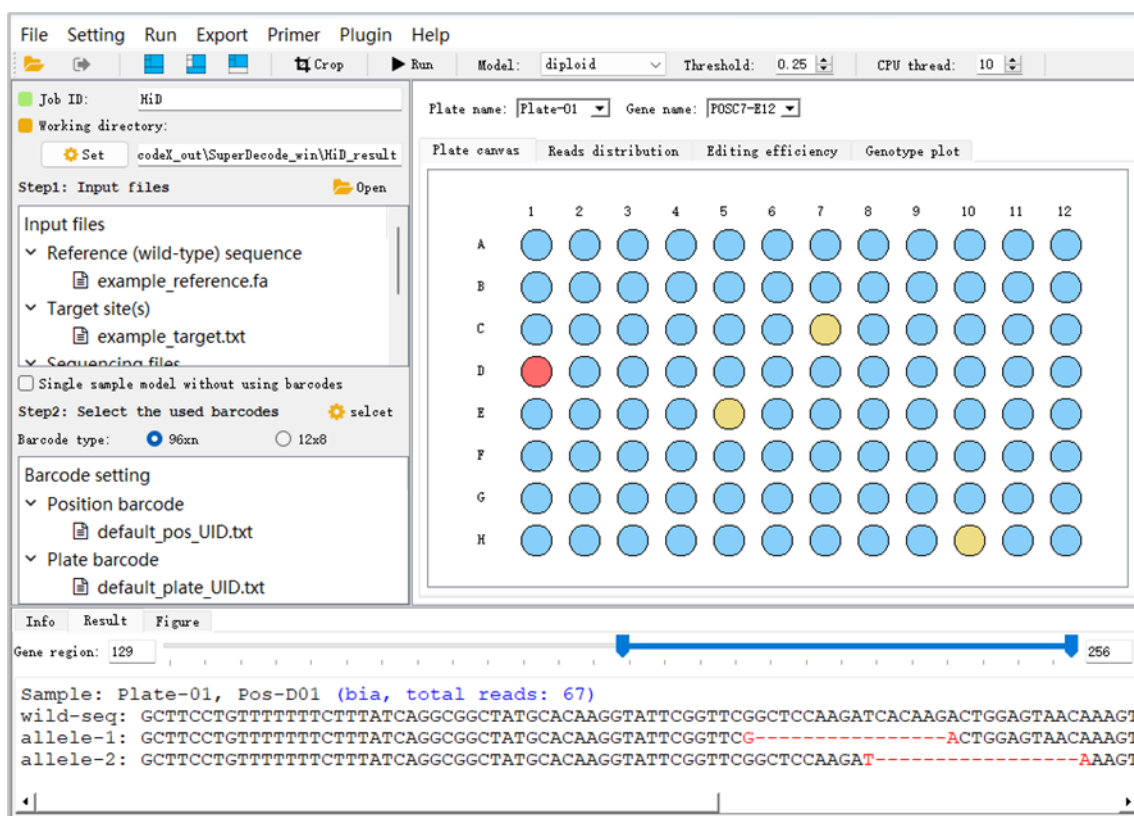 File Setting Run Export Primer Plugin Help
Crop Run Model: diploid Threshold: 0.25 CPU thread: 10
Job ID: HiD
Working directory:
Set codeX_out\SuperDecode_win\HiD_result
Step1: Input files Open
Input files
Reference (wild-type) sequence
example_reference.fa
Target site(s)
example_target.txt
Sequencing files
Single sample model without using barcodes
Step2: Select the used barcodes selcet
Barcode type: 96xn 12x8
Barcode setting
Position barcode
default_pos_UID.txt
Plate barcode
default_plate_UID.txt
Plate name: Plate-01 Gene name: POSC7-E12
Plate canvas Reads distribution Editing efficiency Genotype plot
1 2 3 4 5 6 7 8 9 10 11 12
A
B
C
D
E
F
G
H
Info Result Figure
Gene region: 129 256
Sample: Plate-01, Pos-D01 (bia, total reads: 67)
wild-seq: GCTTCCTGTTTTTTTCTTTATCAGGCGGCTATGCACAAGGTATTCGGTTCGGCTCCAAGATCACAAGACTGGAGTAACAAAGT
allele-1: GCTTCCTGTTTTTTTCTTTATCAGGCGGCTATGCACAAGGTATTCGGTTCG-----------------ACTGGAGTAACAAAGT
allele-2: GCTTCCTGTTTTTTTCTTTATCAGGCGGCTATGCACAAGGTATTCGGTTCGGCTCCAAGAT------------------AAAGT